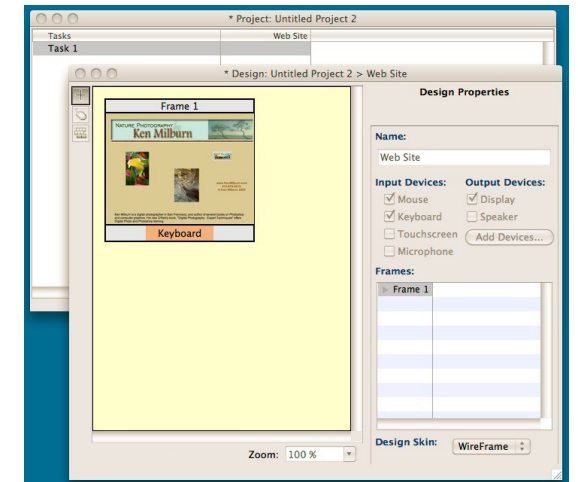 * Project: Untitled Project 2
Tasks
Web Site
Task 1
* Design: Untitled Project 2 > Web Site
Frame 1
NATURE PHOTOGRAPHY
Ken Milburn
Keyboard
Zoom: 100 %
Design Properties
Name:
Web Site
Input Devices:
Output Devices:
Mouse
Display
Keyboard
Speaker
Touchscreen
Add Devices...
Microphone
Frames:
Frame 1
Design Skin:
WireFrame